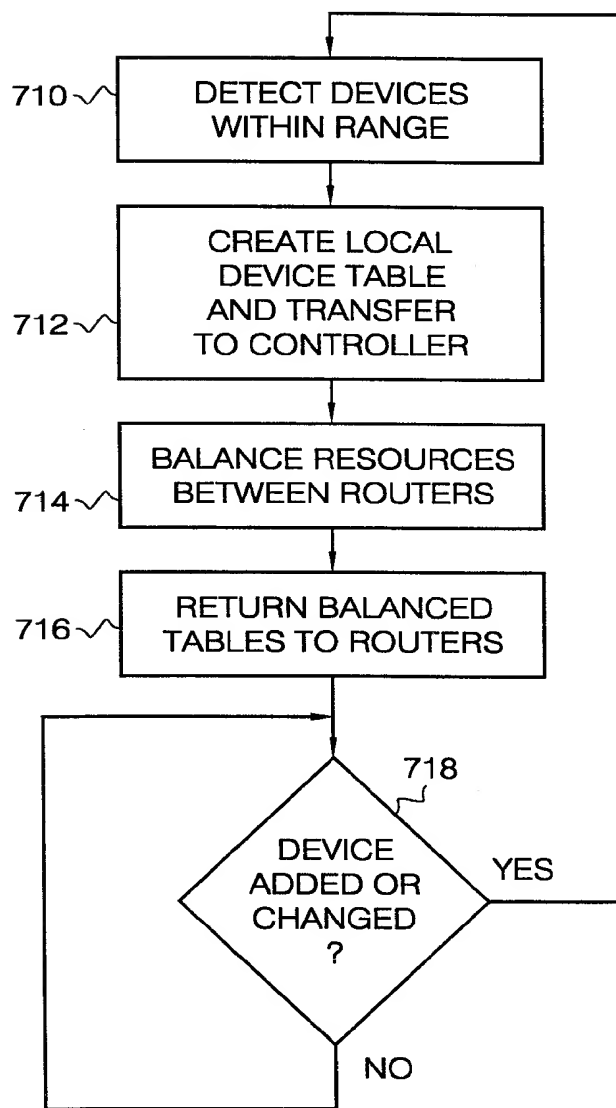 710
DETECT DEVICES
WITHIN RANGE
712
CREATE LOCAL
DEVICE TABLE
AND TRANSFER
TO CONTROLLER
714
BALANCE RESOURCES
BETWEEN ROUTERS
716
RETURN BALANCED
TABLES TO ROUTERS
718
DEVICE
ADDED OR
CHANGED
?
YES
NO